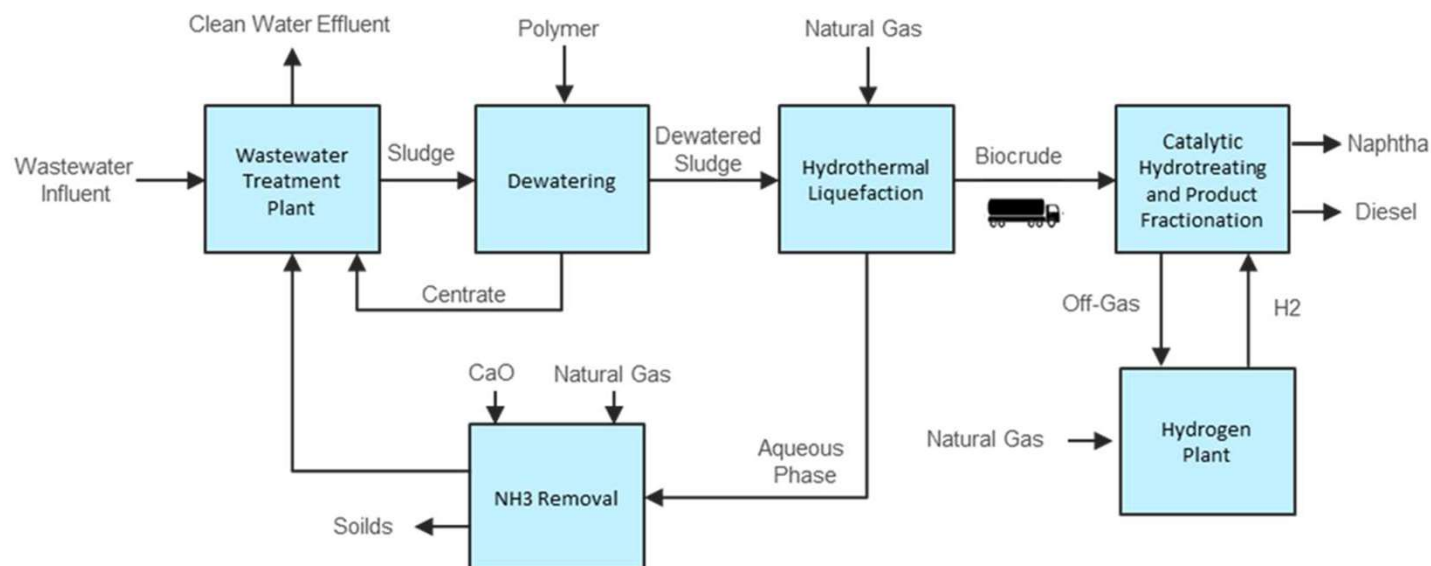 Clean Water Effluent
Polymer
Natural Gas
Wastewater
Influent
Wastewater
Treatment
Plant
Sludge
Dewatering
Dewatered
Sludge
Hydrothermal
Liquefaction
Biocrude
Catalytic
Hydrotreating
and Product
Fractionation
Naphtha
Diesel
Centrate
Off-Gas
H2
CaO
Natural Gas
NH3 Removal
Soilds
Aqueous
Phase
Natural Gas
Hydrogen
Plant